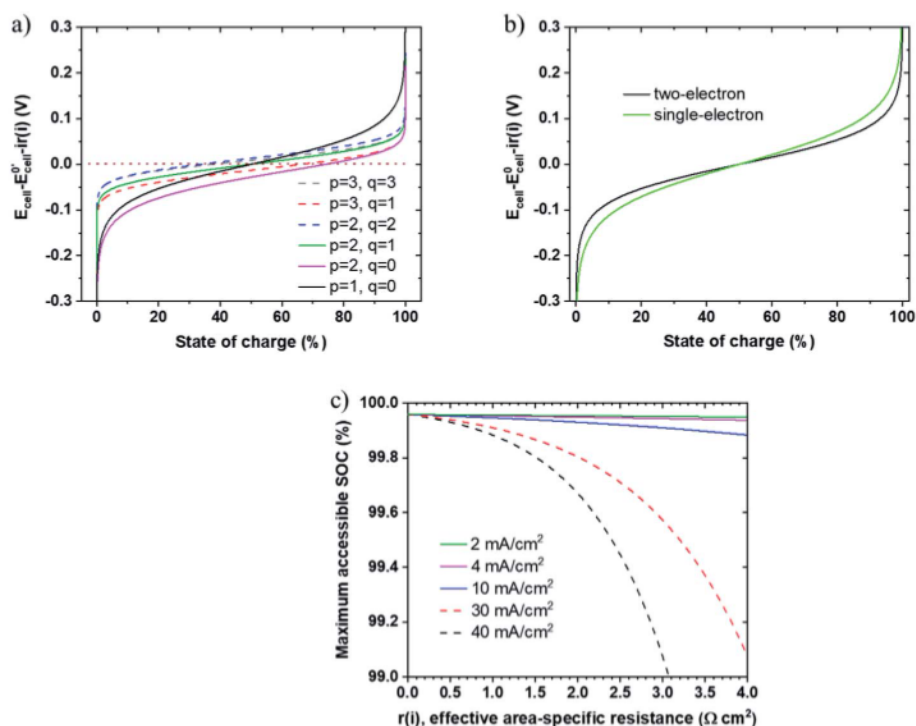 a)
0.3
0.2
0.1
0.0
-0.1
-0.2
-0.3
E_cell-E^0'_cell-ir(i) (V)
p=3, q=3
p=3, q=1
p=2, q=2
p=2, q=1
p=2, q=0
p=1, q=0
0 20 40 60 80 100
State of charge (%)
b)
0.3
0.2
0.1
0.0
-0.1
-0.2
-0.3
E_cell-E^0_cell-ir(i) (V)
two-electron
single-electron
0 20 40 60 80 100
State of charge (%)
c)
100.0
99.8
99.6
99.4
99.2
99.0
Maximum accessible SOC (%)
2 mA/cm²
4 mA/cm²
10 mA/cm²
30 mA/cm²
40 mA/cm²
0.0 0.5 1.0 1.5 2.0 2.5 3.0 3.5 4.0
r(i), effective area-specific resistance (Ω cm²)